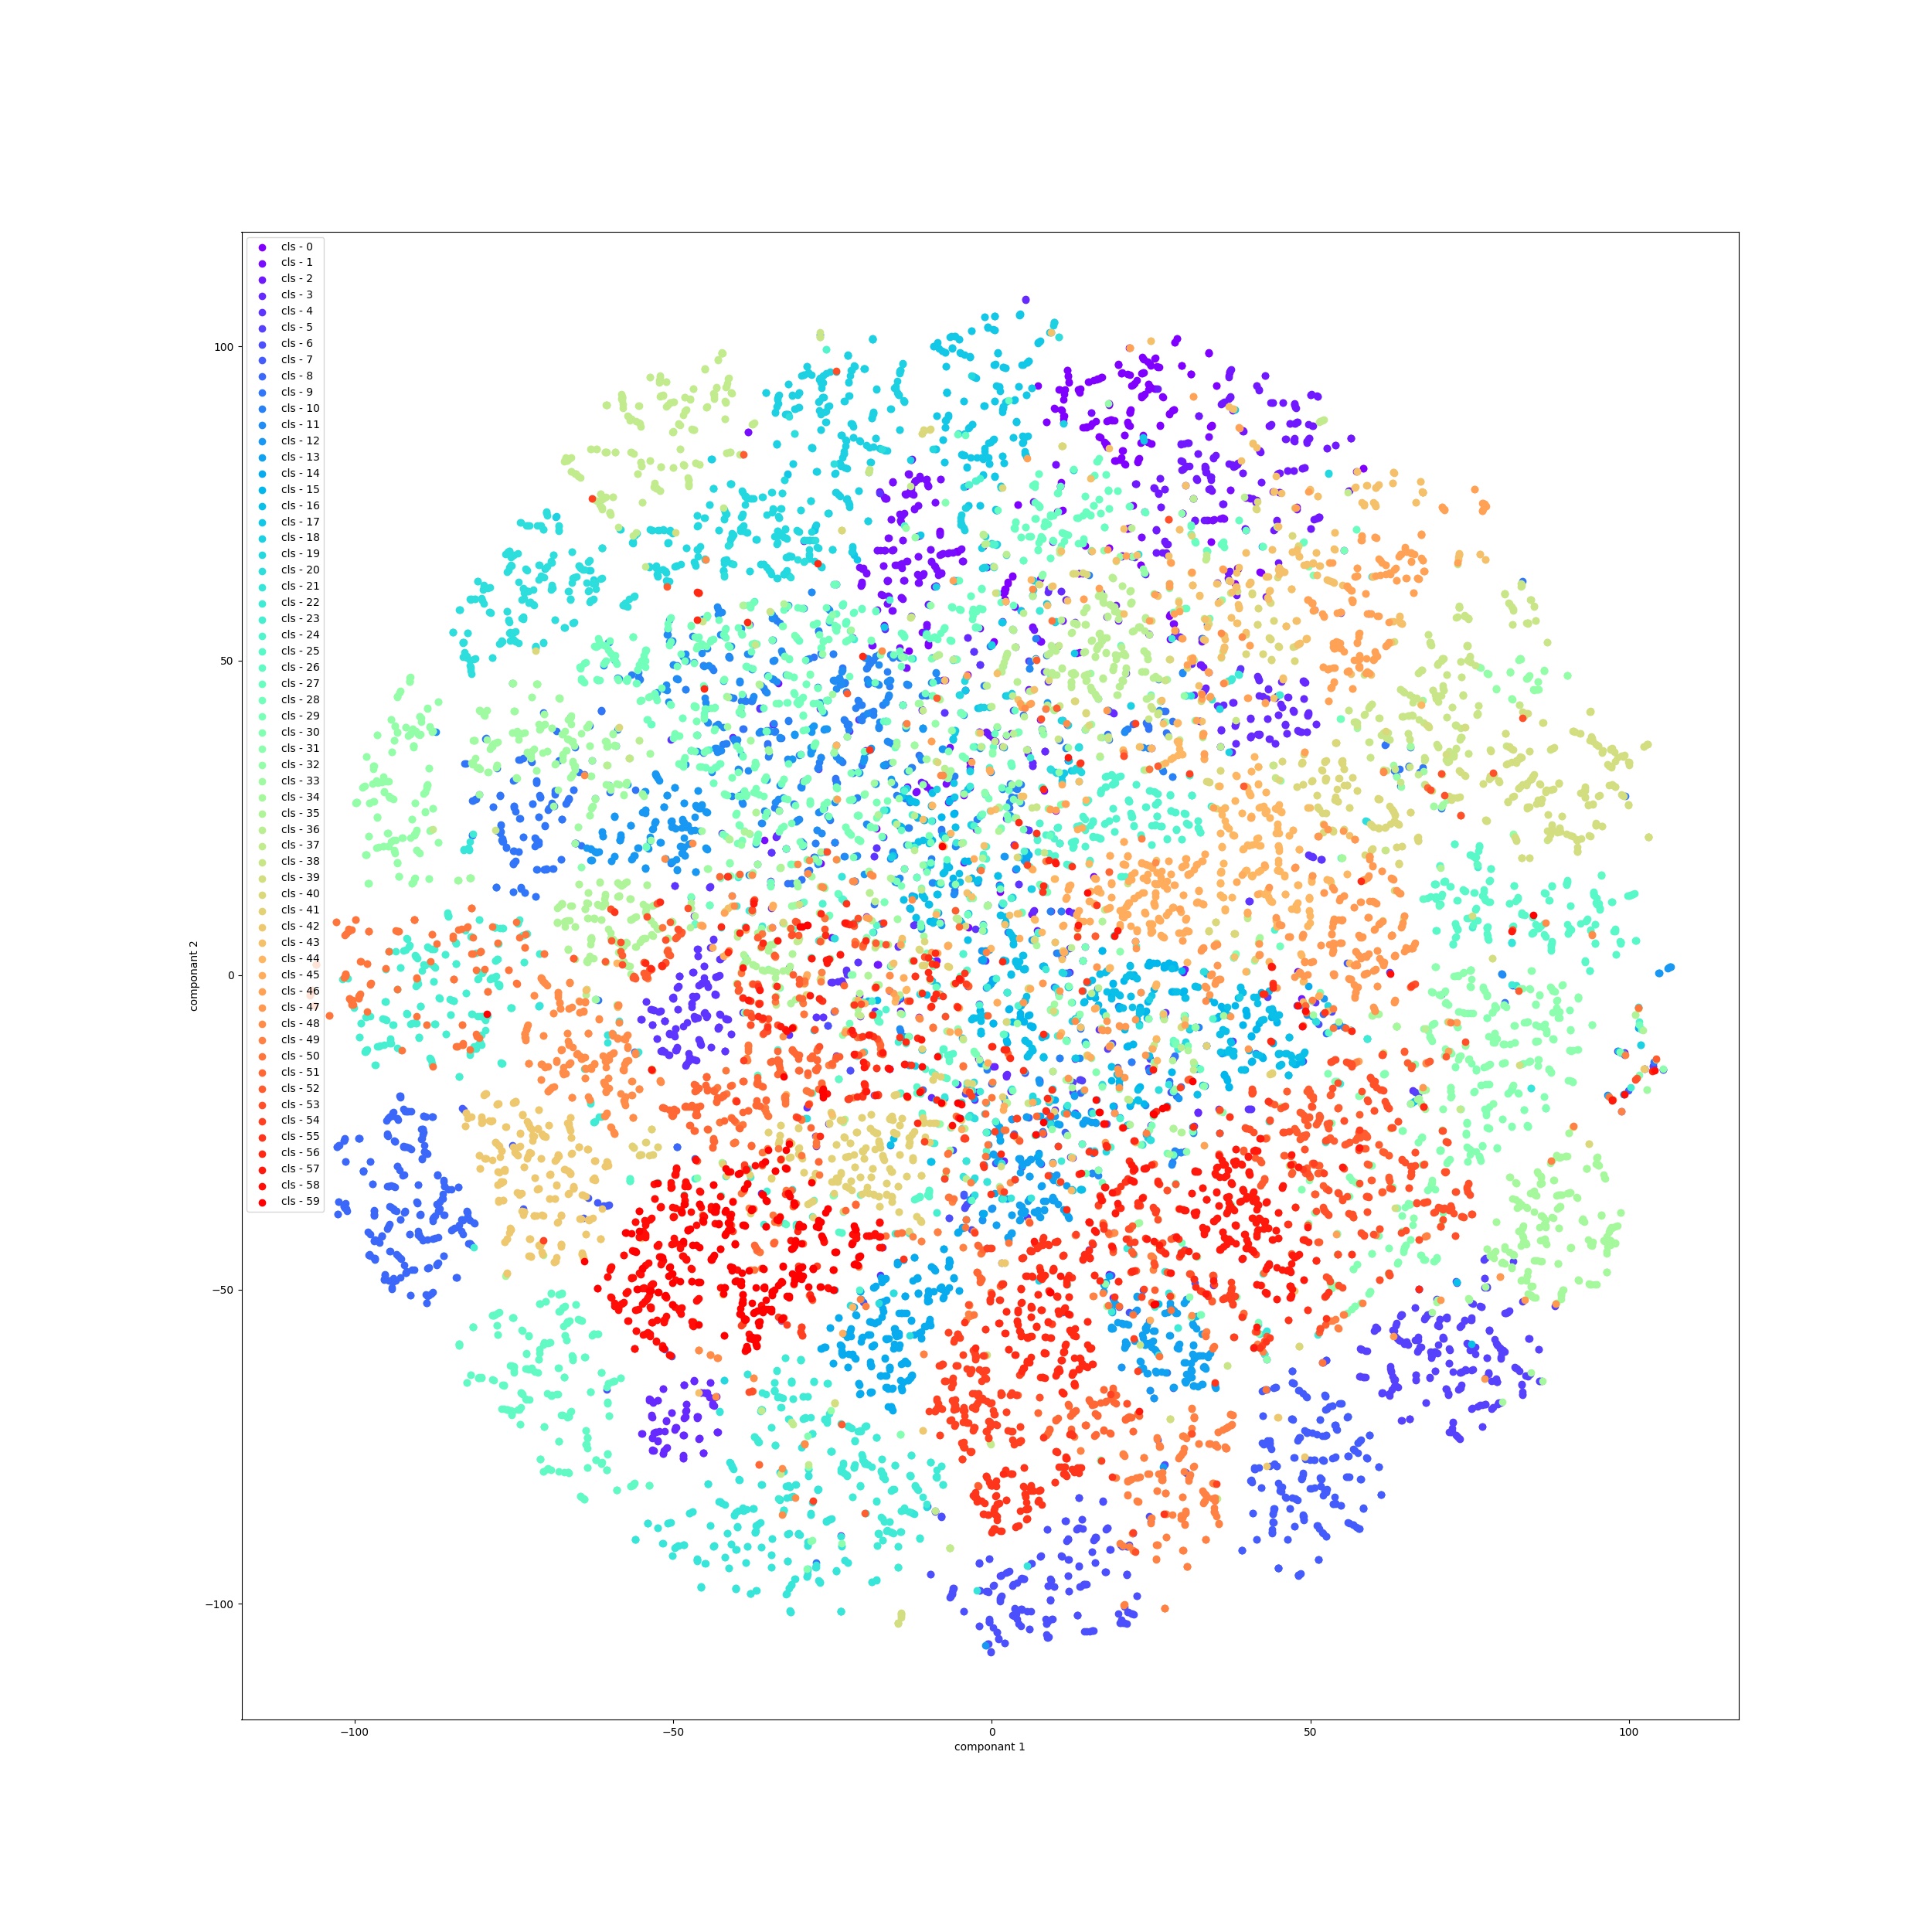 cls - 0
cls - 1
cls - 2
cls - 3
cls - 4
cls - 5
cls - 6
cls - 7
cls - 8
cls - 9
cls - 10
cls - 11
cls - 12
cls - 13
cls - 14
cls - 15
cls - 16
cls - 17
cls - 18
cls - 19
cls - 20
cls - 21
cls - 22
cls - 23
cls - 24
cls - 25
cls - 26
cls - 27
cls - 28
cls - 29
cls - 30
cls - 31
cls - 32
cls - 33
cls - 34
cls - 35
cls - 36
cls - 37
cls - 38
cls - 39
cls - 40
cls - 41
cls - 42
cls - 43
cls - 44
cls - 45
cls - 46
cls - 47
cls - 48
cls - 49
cls - 50
cls - 51
cls - 52
cls - 53
cls - 54
cls - 55
cls - 56
cls - 57
cls - 58
cls - 59
100
50
0
−50
−100
componant 2
−100
−50
0
50
100
componant 1